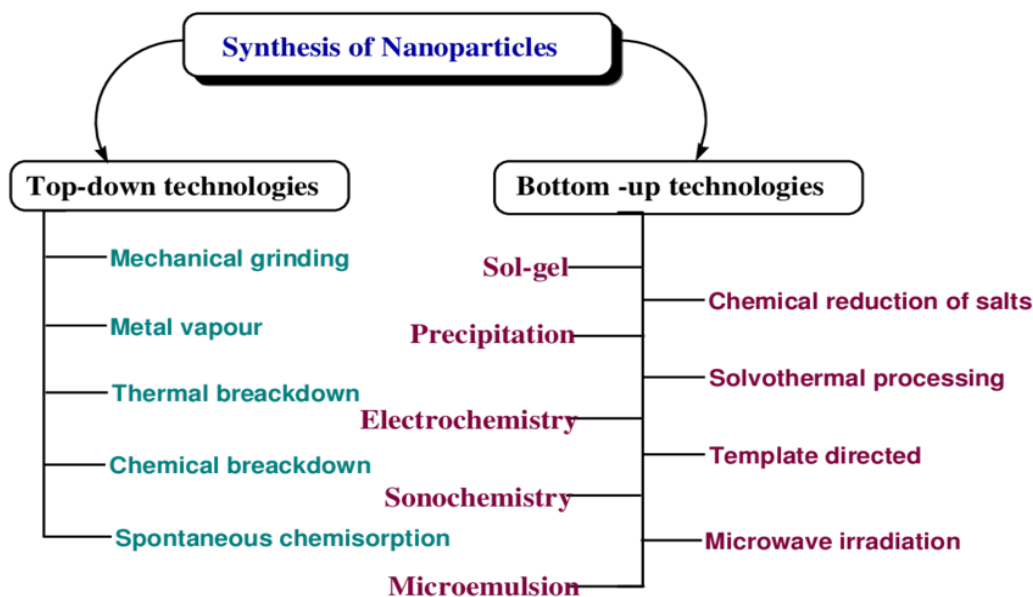 Synthesis of Nanoparticles
Top-down technologies
Mechanical grinding
Metal vapour
Thermal breackdown
Chemical breackdown
Spontaneous chemisorption
Bottom -up technologies
Sol-gel
Chemical reduction of salts
Precipitation
Solvothermal processing
Electrochemistry
Template directed
Sonochemistry
Microwave irradiation
Microemulsion